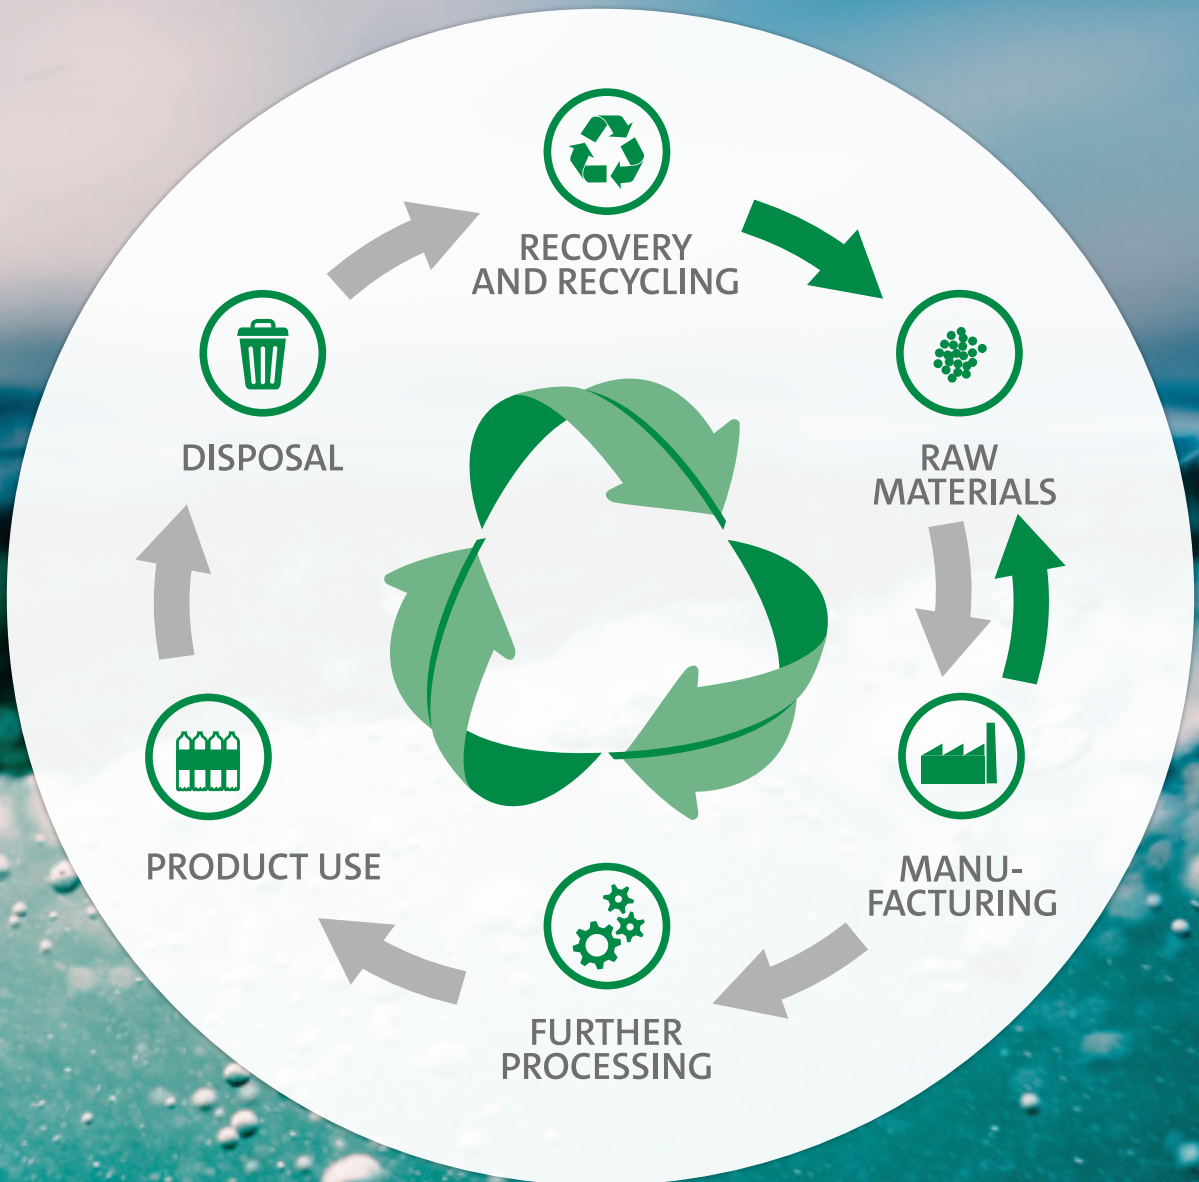 RECOVERY
AND RECYCLING
RAW
MATERIALS
MANU-
FACTURING
FURTHER
PROCESSING
PRODUCT USE
DISPOSAL